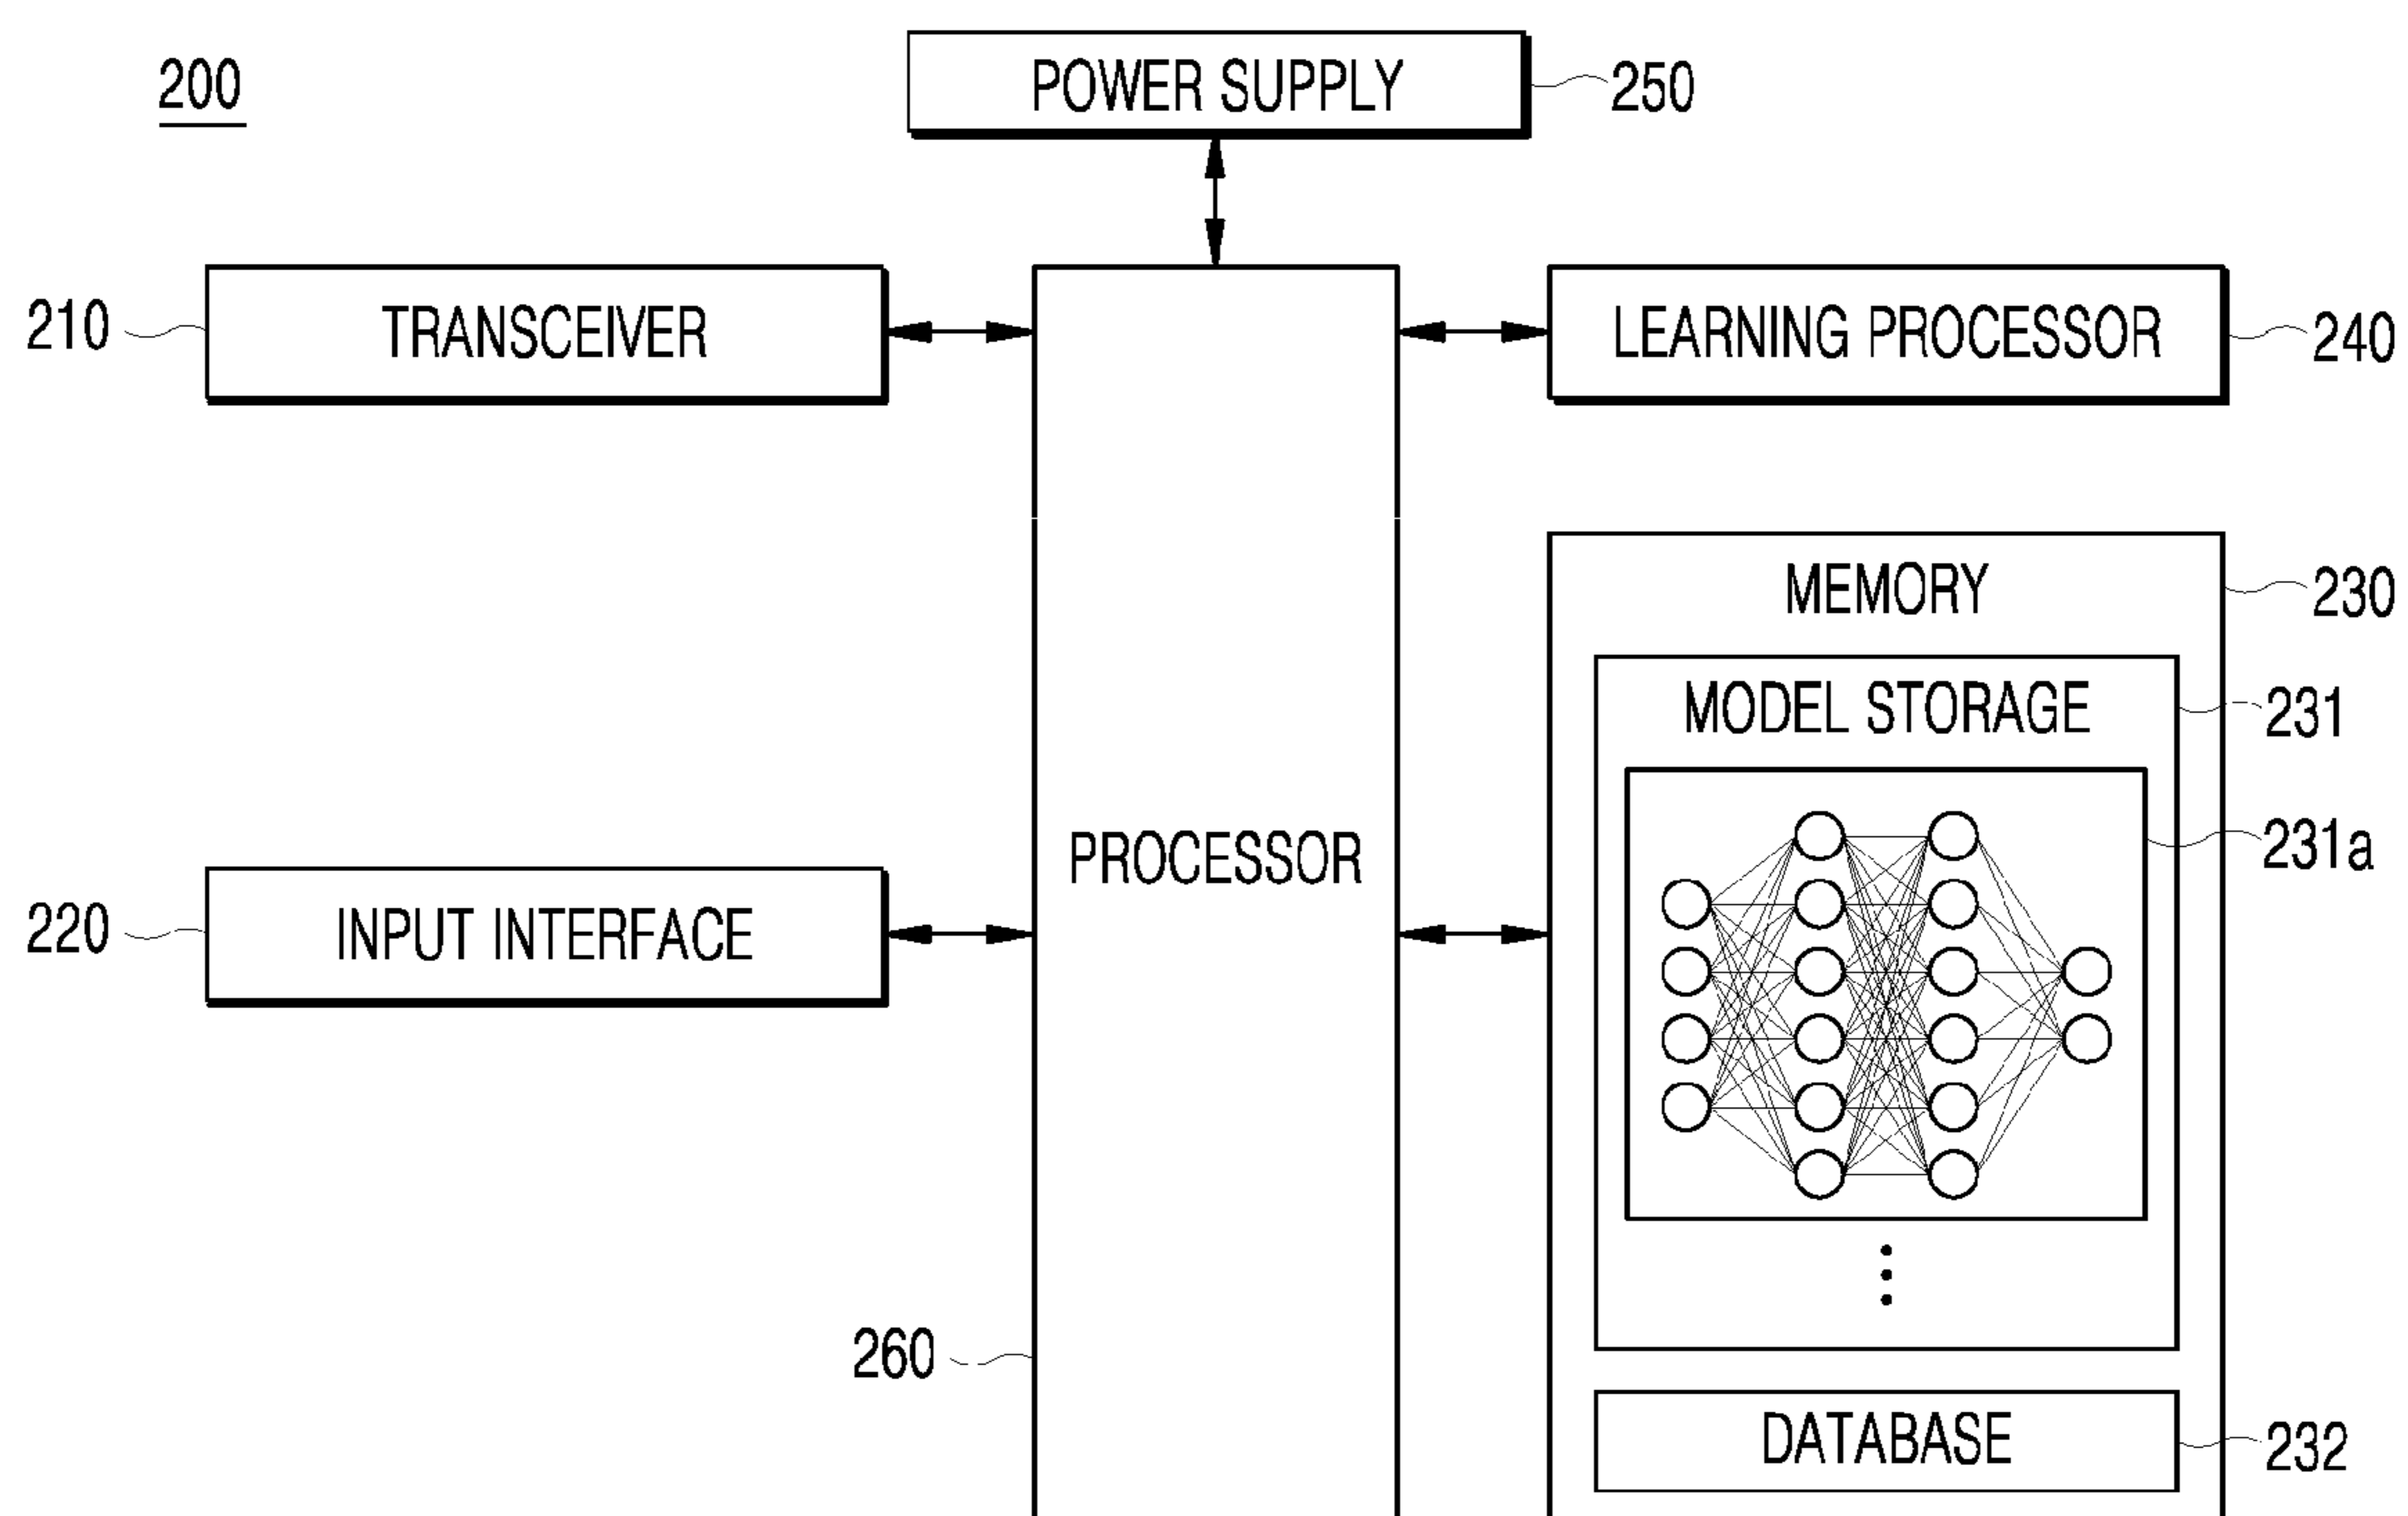 200
POWER SUPPLY
250
210
TRANSCEIVER
LEARNING PROCESSOR
240
MEMORY
230
MODEL STORAGE
231
231a
PROCESSOR
220
INPUT INTERFACE
260
DATABASE
232